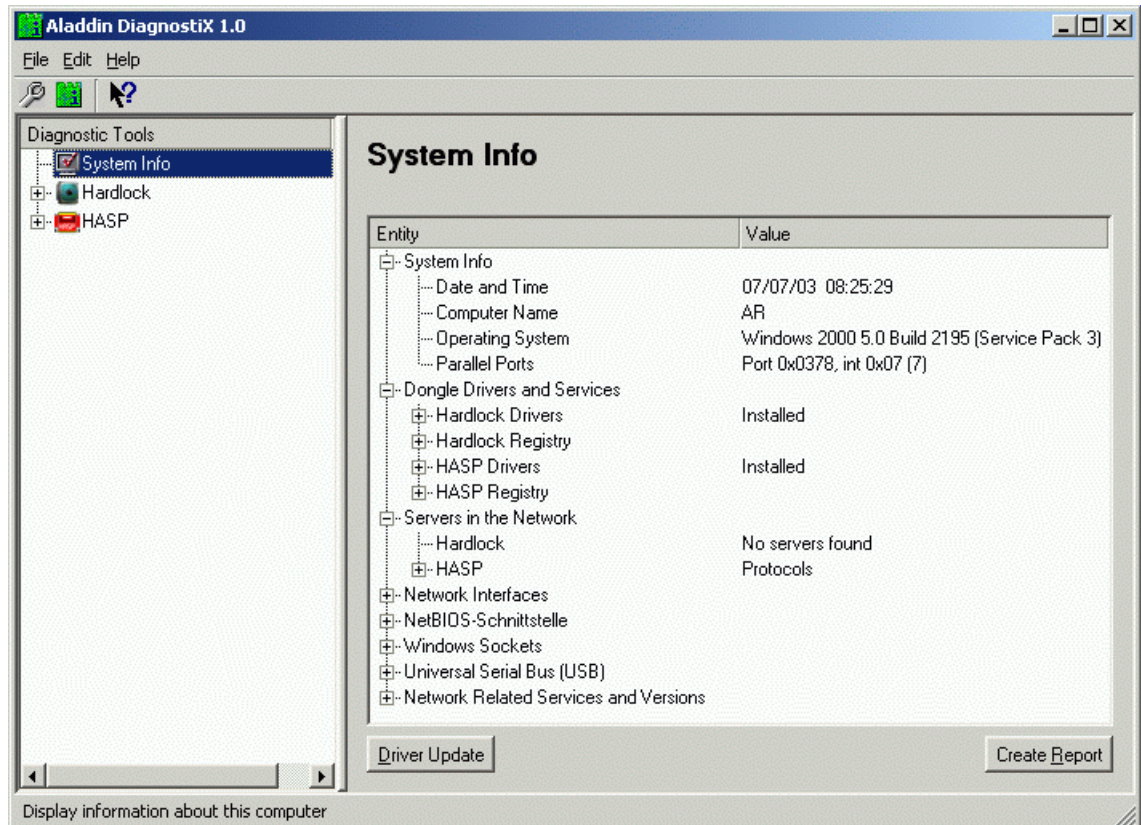 Aladdin DiagnostiX 1.0
File Edit Help
Diagnostic Tools
System Info
Hardlock
HASP
System Info
Entity Value
System Info
Date and Time 07/07/03 08:25:29
Computer Name AR
Operating System Windows 2000 5.0 Build 2195 (Service Pack 3)
Parallel Ports Port 0x0378, int 0x07 (7)
Dongle Drivers and Services
Hardlock Drivers Installed
Hardlock Registry
HASP Drivers Installed
HASP Registry
Servers in the Network
Hardlock No servers found
HASP Protocols
Network Interfaces
NetBIOS-Schnittstelle
Windows Sockets
Universal Serial Bus (USB)
Network Related Services and Versions
Driver Update Create Report
Display information about this computer